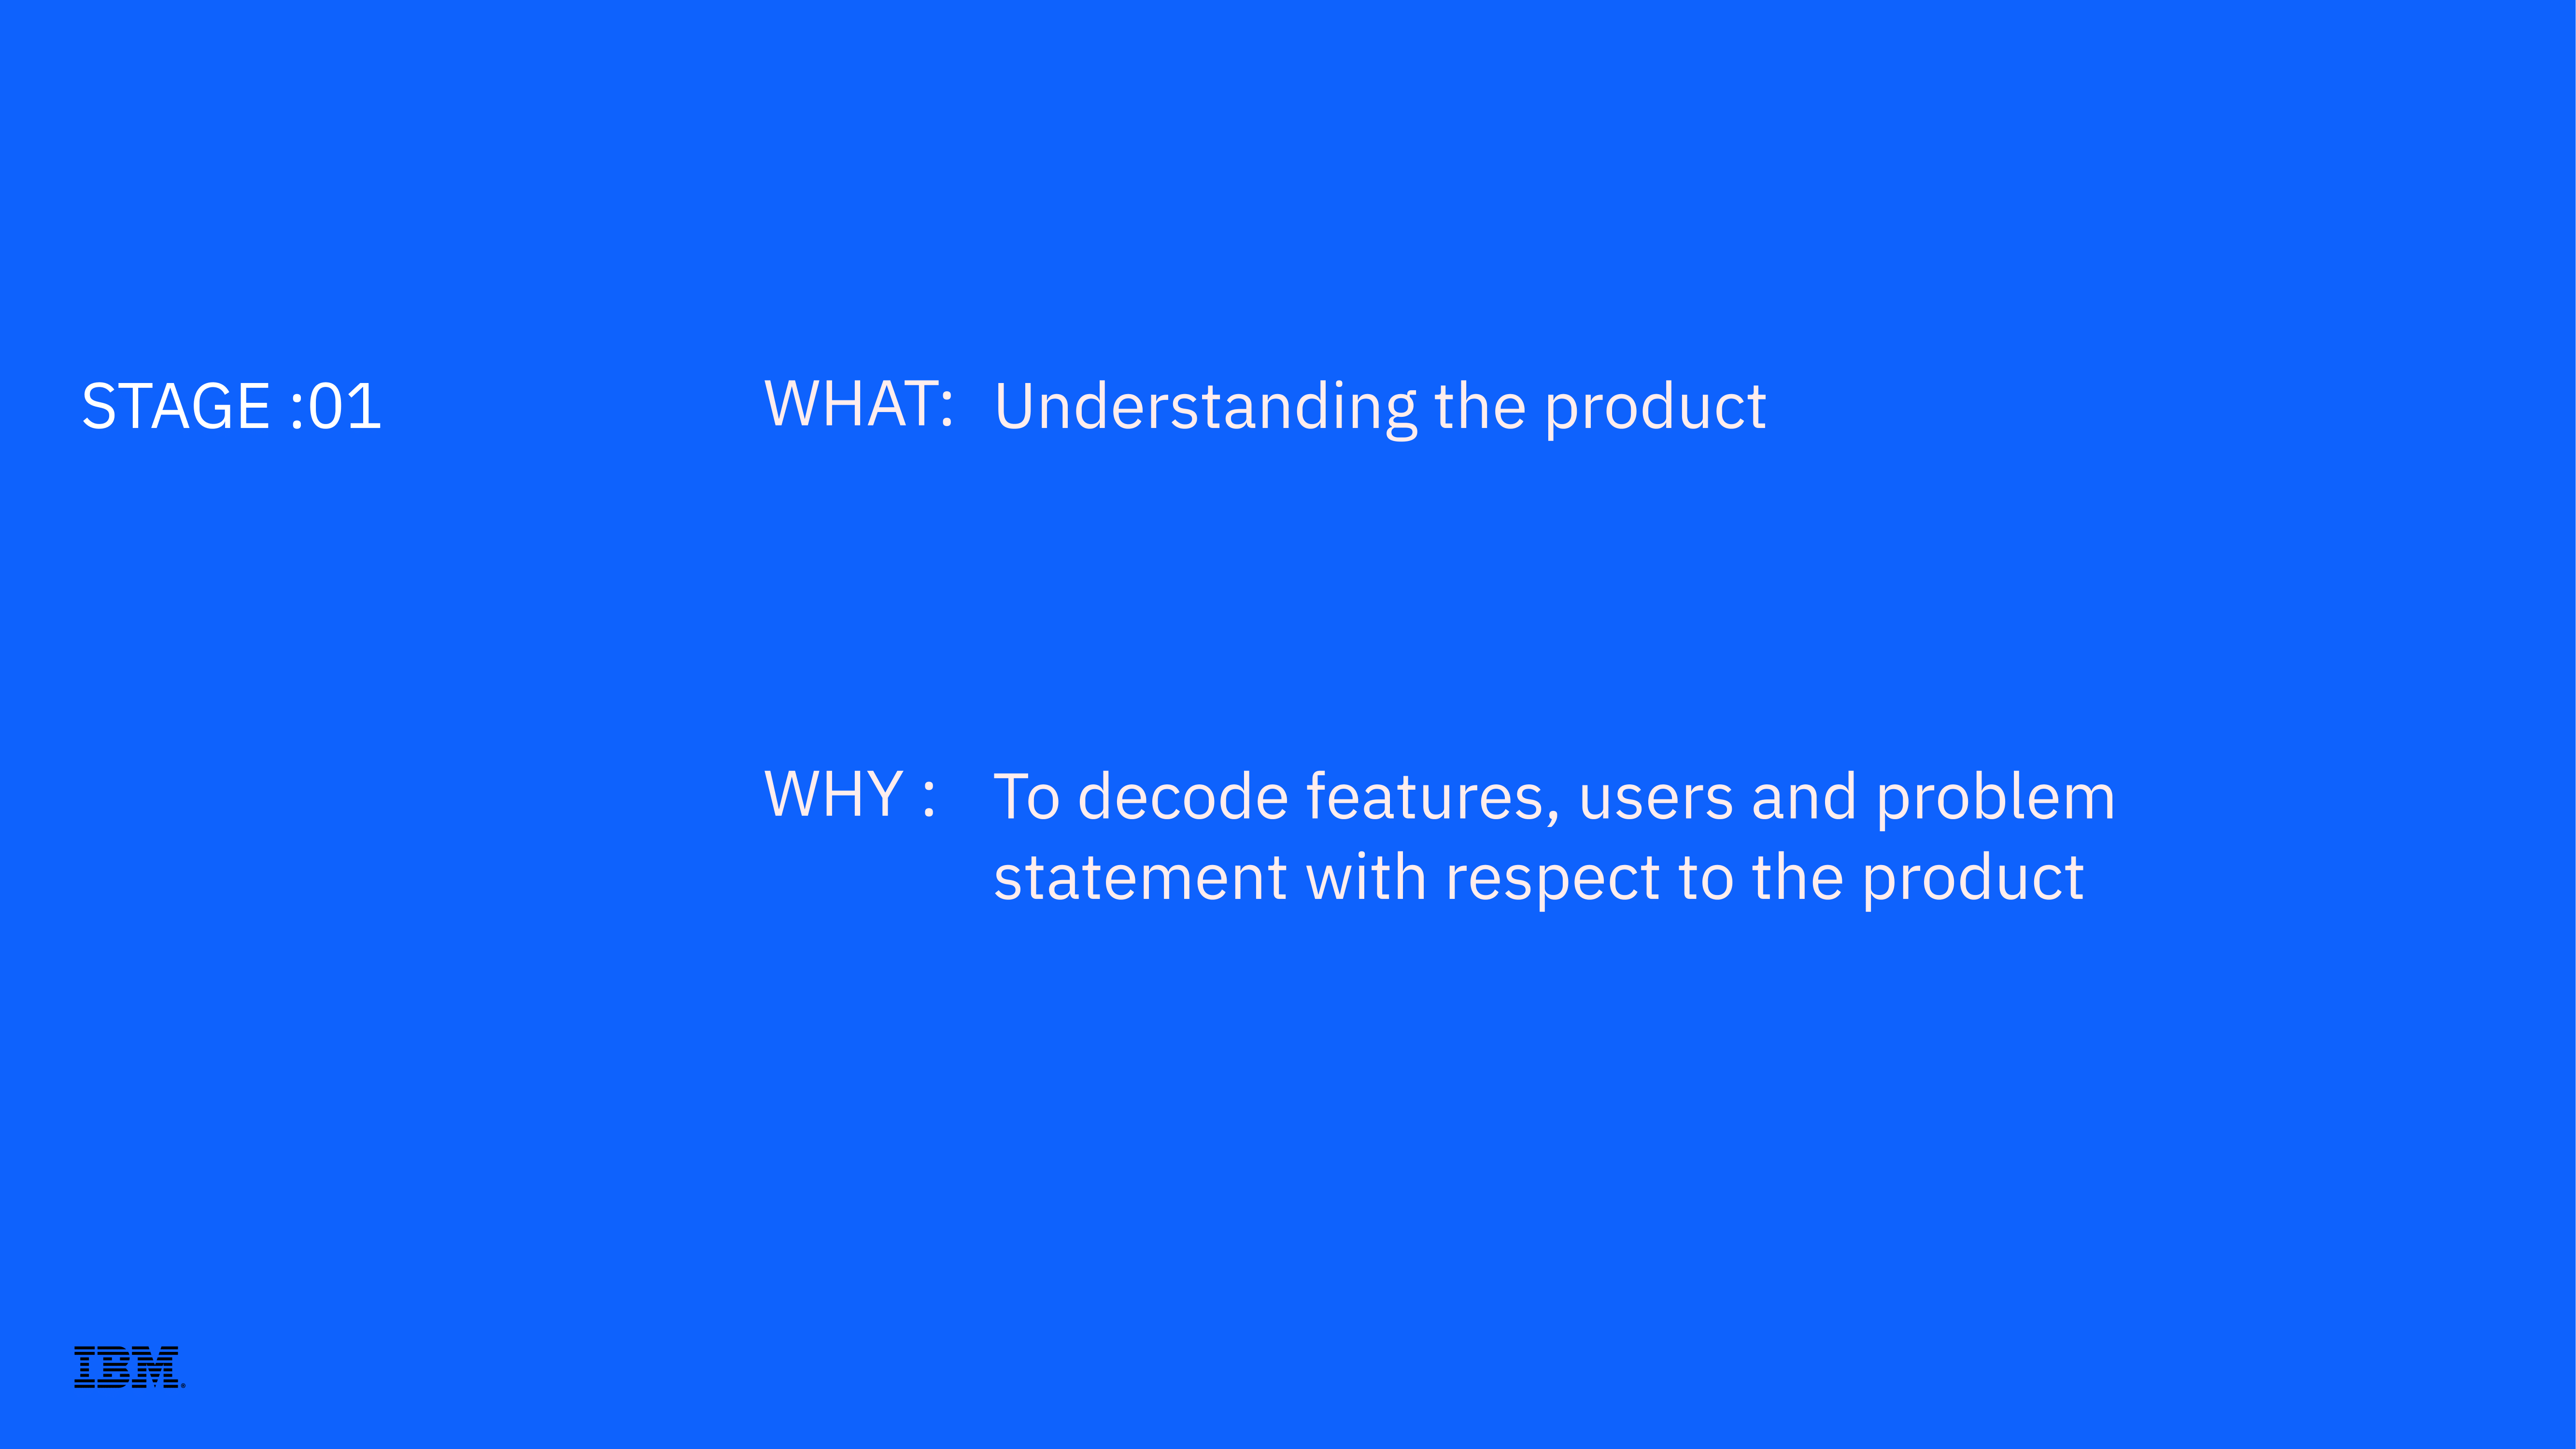 STAGE :01
WHAT: Understanding the product
WHY : To decode features, users and problem
statement with respect to the product
IBM®